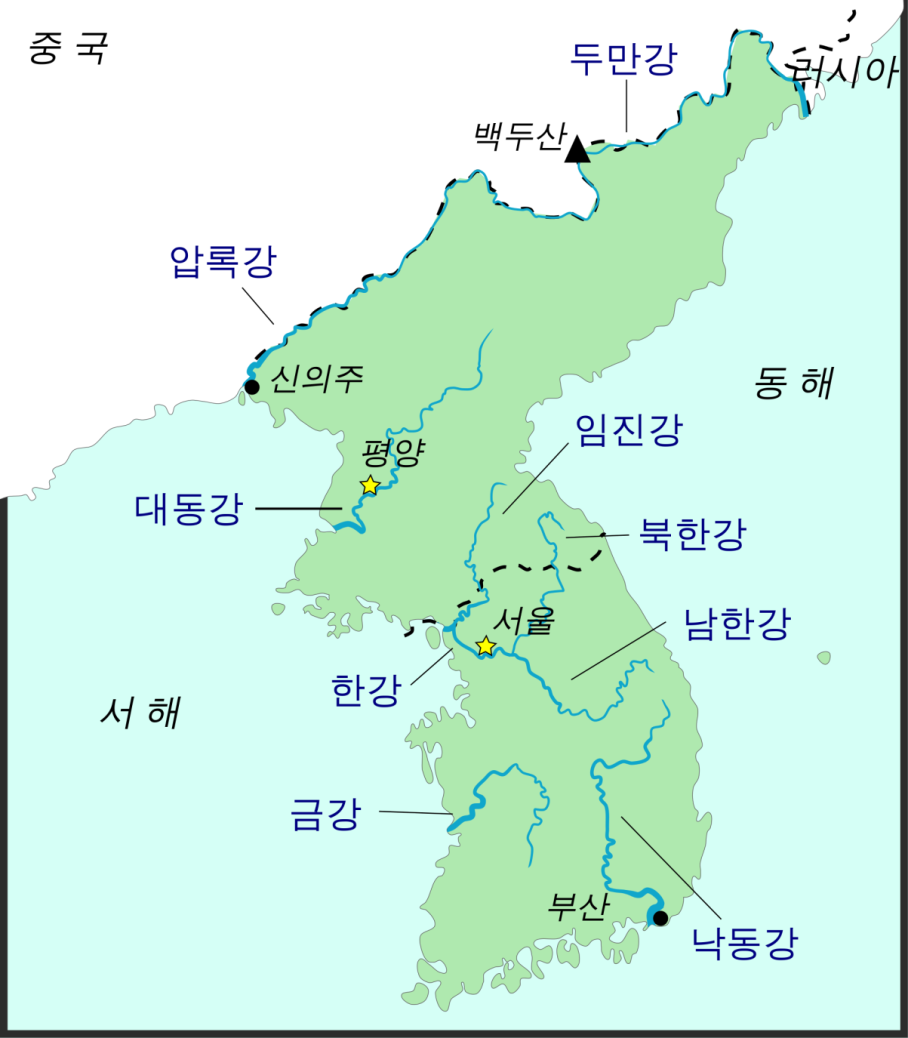 중 국
두만강
러시아
백두산
압록강
신의주
동 해
임진강
평양
대동강
북한강
서울
남한강
한강
서 해
금강
부산
낙동강